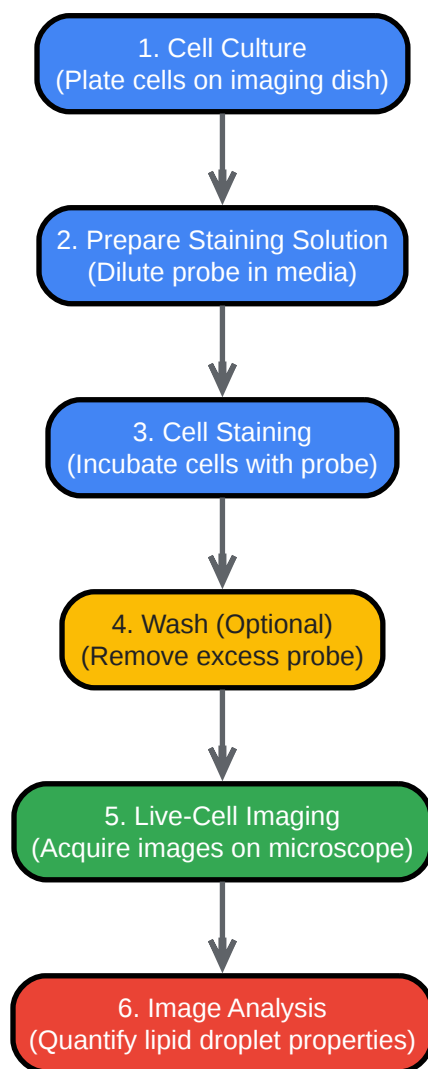 1. Cell Culture
(Plate cells on imaging dish)
2. Prepare Staining Solution
(Dilute probe in media)
3. Cell Staining
(Incubate cells with probe)
4. Wash (Optional)
(Remove excess probe)
5. Live-Cell Imaging
(Acquire images on microscope)
6. Image Analysis
(Quantify lipid droplet properties)